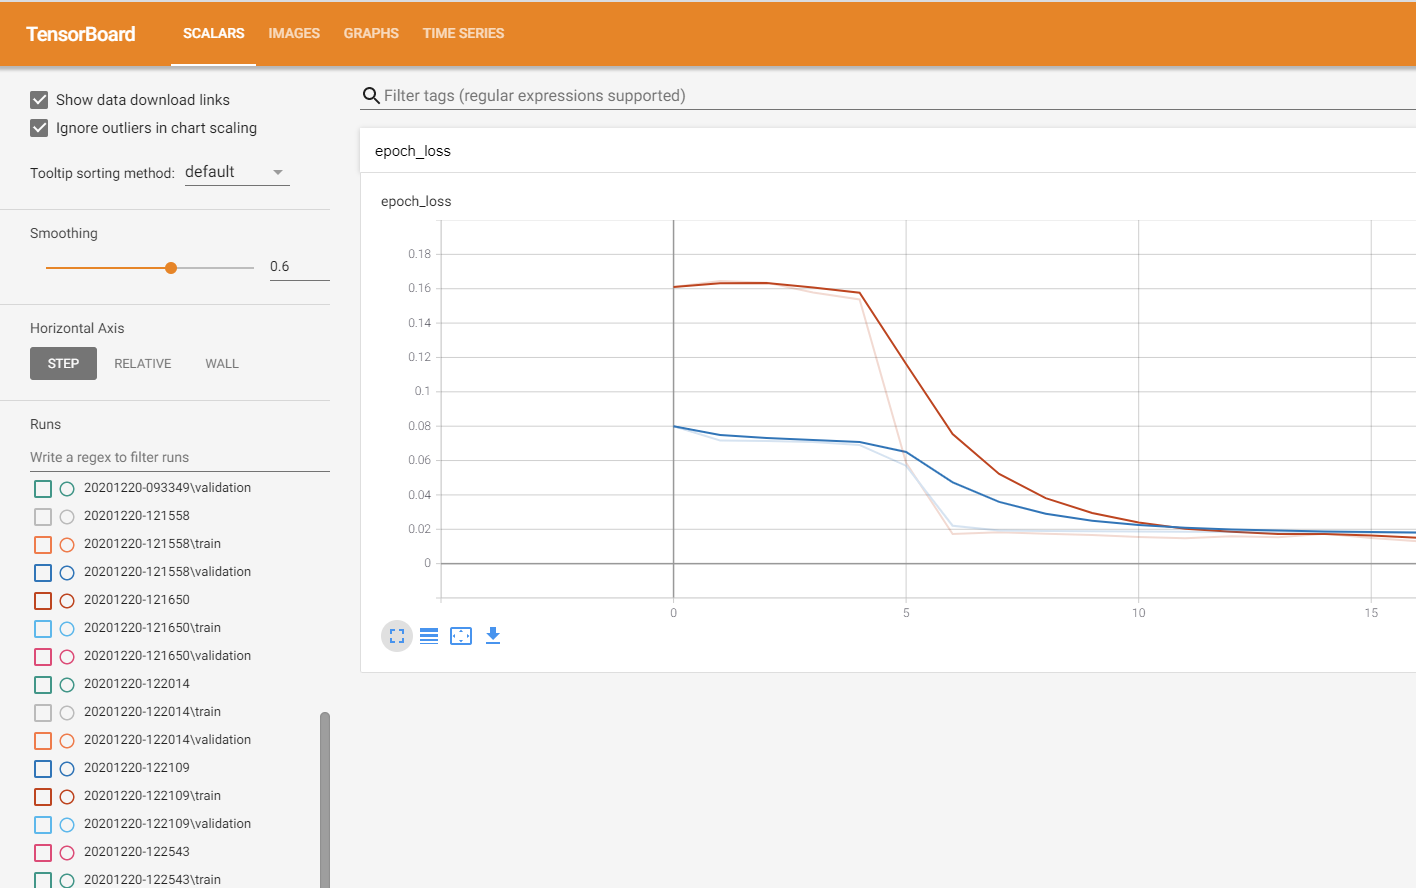 TensorBoard SCALARS IMAGES GRAPHS TIME SERIES
Show data download links
Ignore outliers in chart scaling
Tooltip sorting method: default
Smoothing
0.6
Horizontal Axis
STEP RELATIVE WALL
Runs
Write a regex to filter runs
20201220-093349\validation
20201220-121558
20201220-121558\train
20201220-121558\validation
20201220-121650
20201220-121650\train
20201220-121650\validation
20201220-122014
20201220-122014\train
20201220-122014\validation
20201220-122109
20201220-122109\train
20201220-122109\validation
20201220-122543
20201220-122543\train
Filter tags (regular expressions supported)
epoch_loss
epoch_loss
0.18
0.16
0.14
0.12
0.1
0.08
0.06
0.04
0.02
0
0 5 10 15